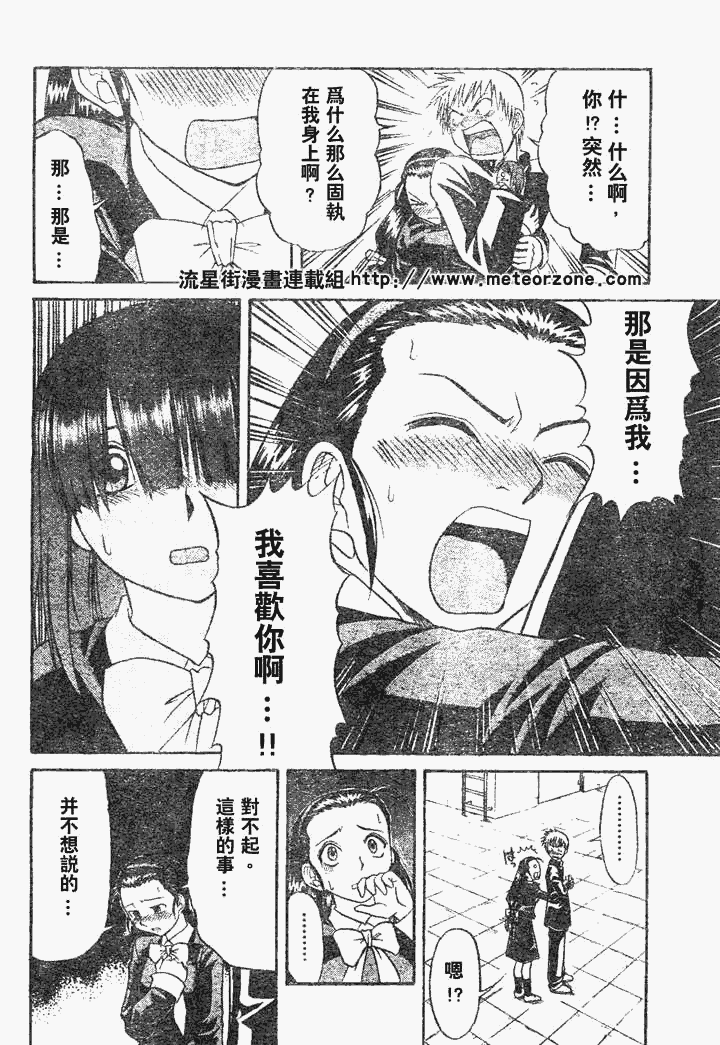 什…什么啊，
你!?突然…
爲什么那么固執
在我身上啊？
那…那是…
流星街漫畫連載組 http://www.meteorzone.com
那是因爲我…
我喜歡你啊…!!
…………
嗯!?
…………
對不起。
這樣的事…
并不想説的…